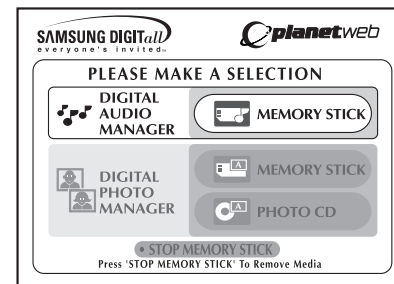 SAMSUNG DIGITall
everyone's invited™
planetweb
PLEASE MAKE A SELECTION
DIGITAL
AUDIO
MANAGER
MEMORY STICK
DIGITAL
PHOTO
MANAGER
A
MEMORY STICK
A
PHOTO CD
• STOP MEMORY STICK
Press 'STOP MEMORY STICK' To Remove Media